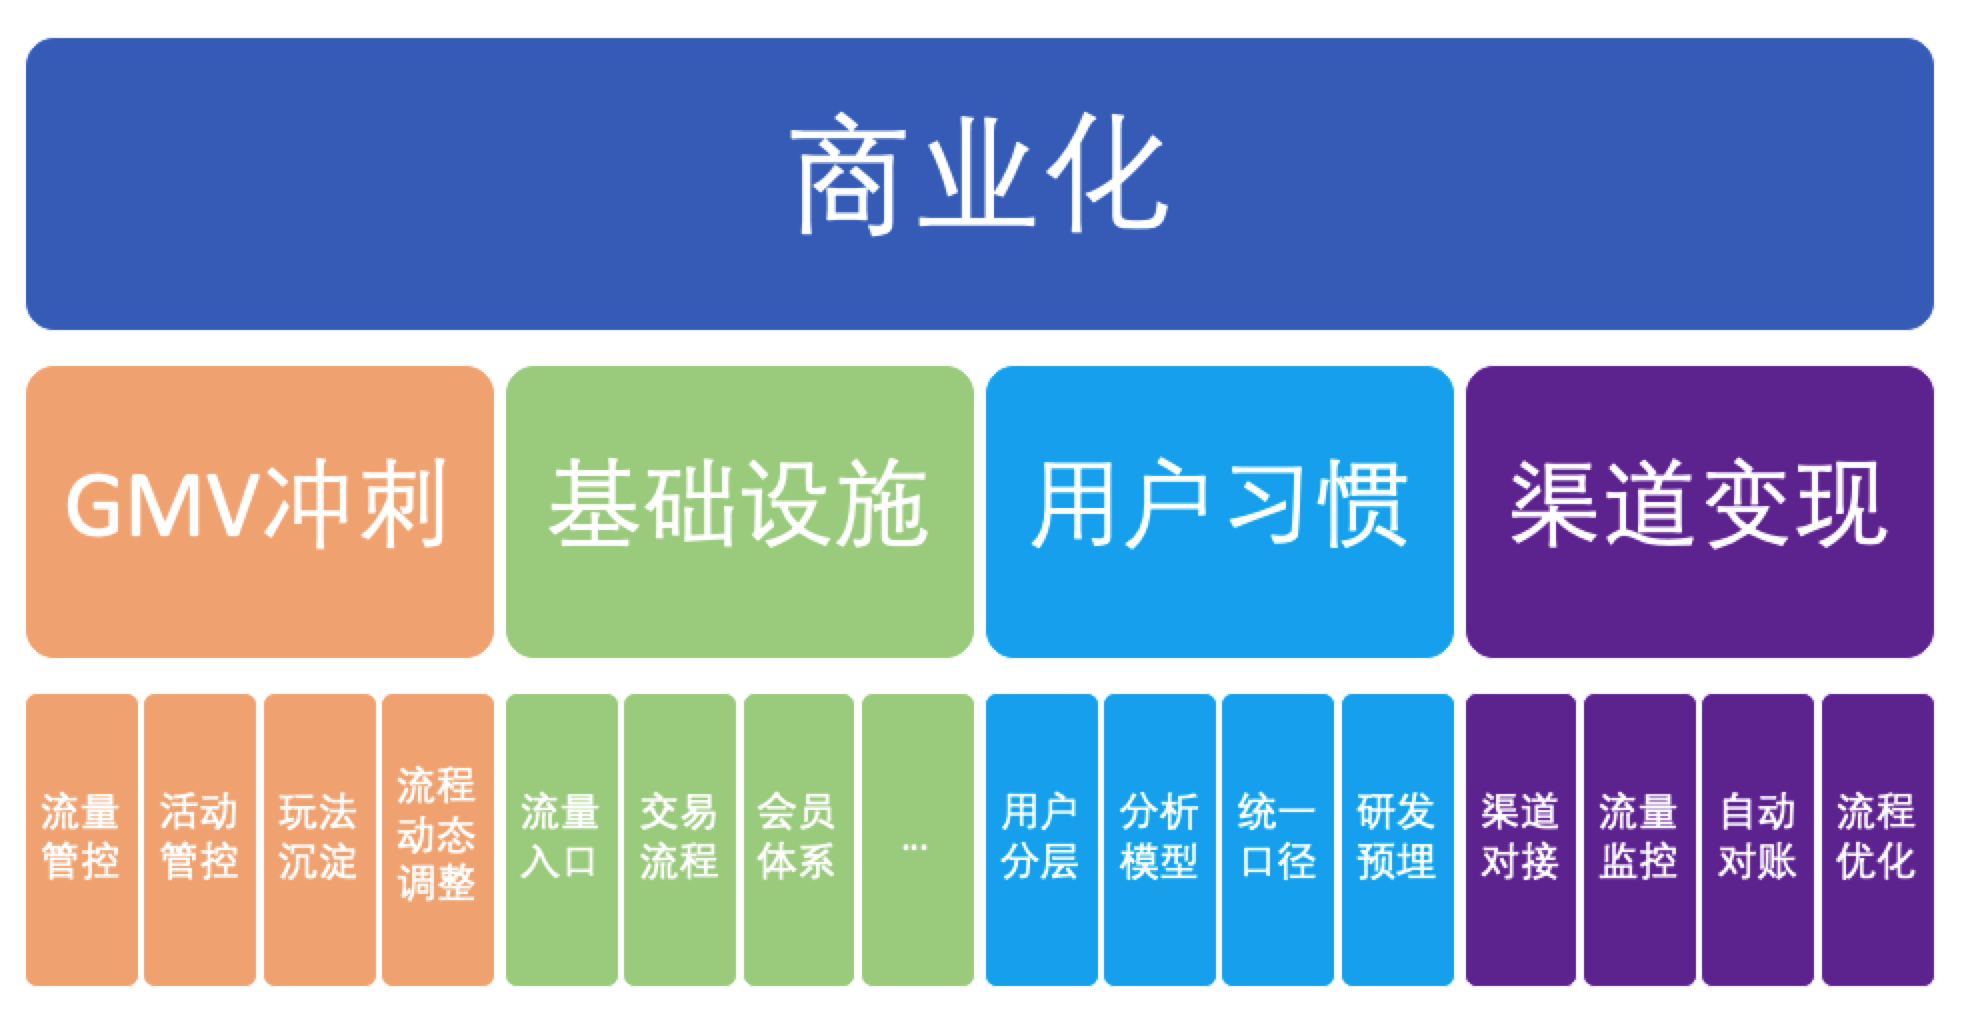 商业化
GMV冲刺
基础设施
用户习惯
渠道变现
流量
管控
活动
管控
玩法
沉淀
流程
动态
调整
流量
入口
交易
流程
会员
体系
...
用户
分层
分析
模型
统一
口径
研发
预埋
渠道
对接
流量
监控
自动
对账
流程
优化